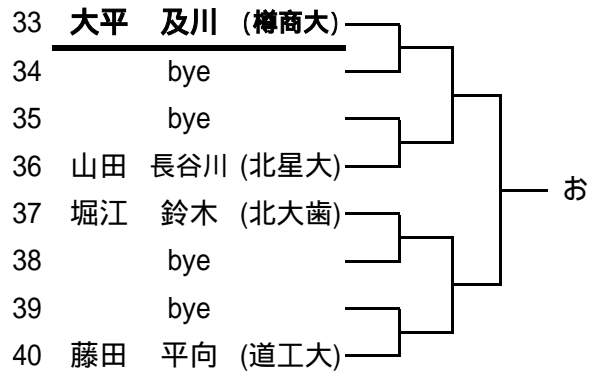 33 大平 及川 (樽商大)
34 bye
35 bye
36 山田 長谷川 (北星大)
お
37 堀江 鈴木 (北大歯)
38 bye
39 bye
40 藤田 平向 (道工大)